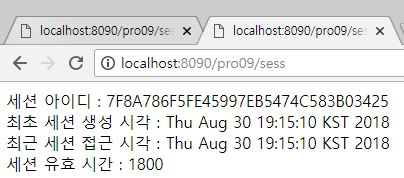 localhost:8090/pro09/ses
localhost:8090/pro09/sess
localhost:8090/pro09/sess
세션 아이디 : 7F8A786F5FE45997EB5474C583B03425
최초 세션 생성 시각 : Thu Aug 30 19:15:10 KST 2018
최근 세션 접근 시각 : Thu Aug 30 19:15:10 KST 2018
세션 유효 시간 : 1800